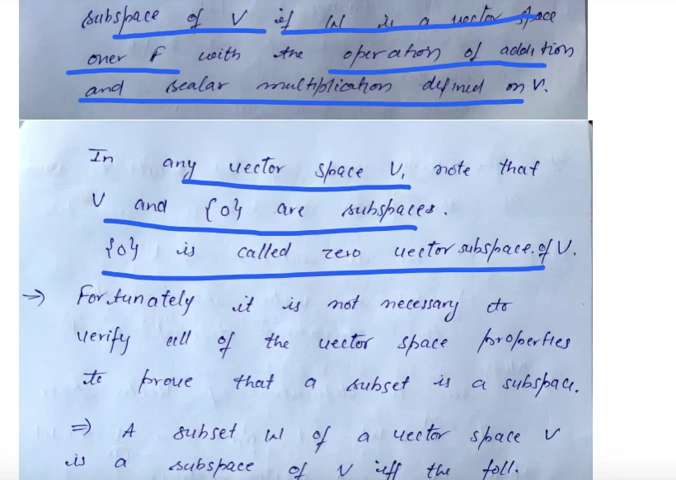 subspace of V if W is a vector space
over F with the operation of addition
and scalar multiplication defined on V.
In any vector space V, note that
V and {0} are subspaces.
{0} is called zero vector subspace. of V.
⇒ Fortunately it is not necessary to
verify all of the vector space properties
to prove that a subset is a subspace.
⇒ A subset W of a vector space V
is a subspace of V iff the foll.